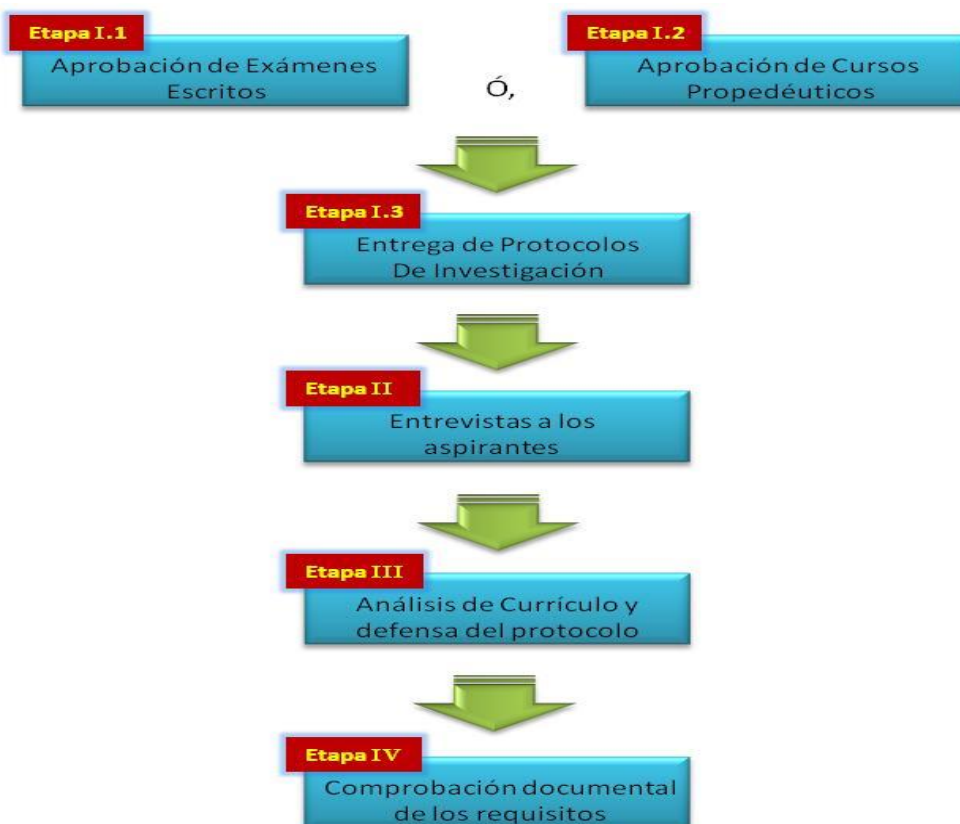 Etapa I.1
Aprobación de Exámenes
Escritos
Ó,
Etapa I.2
Aprobación de Cursos
Propedéuticos
Etapa I.3
Entrega de Protocolos
De Investigación
Etapa II
Entrevistas a los
aspirantes
Etapa III
Análisis de Currículo y
defensa del protocolo
Etapa IV
Comprobación documental
de los requisitos